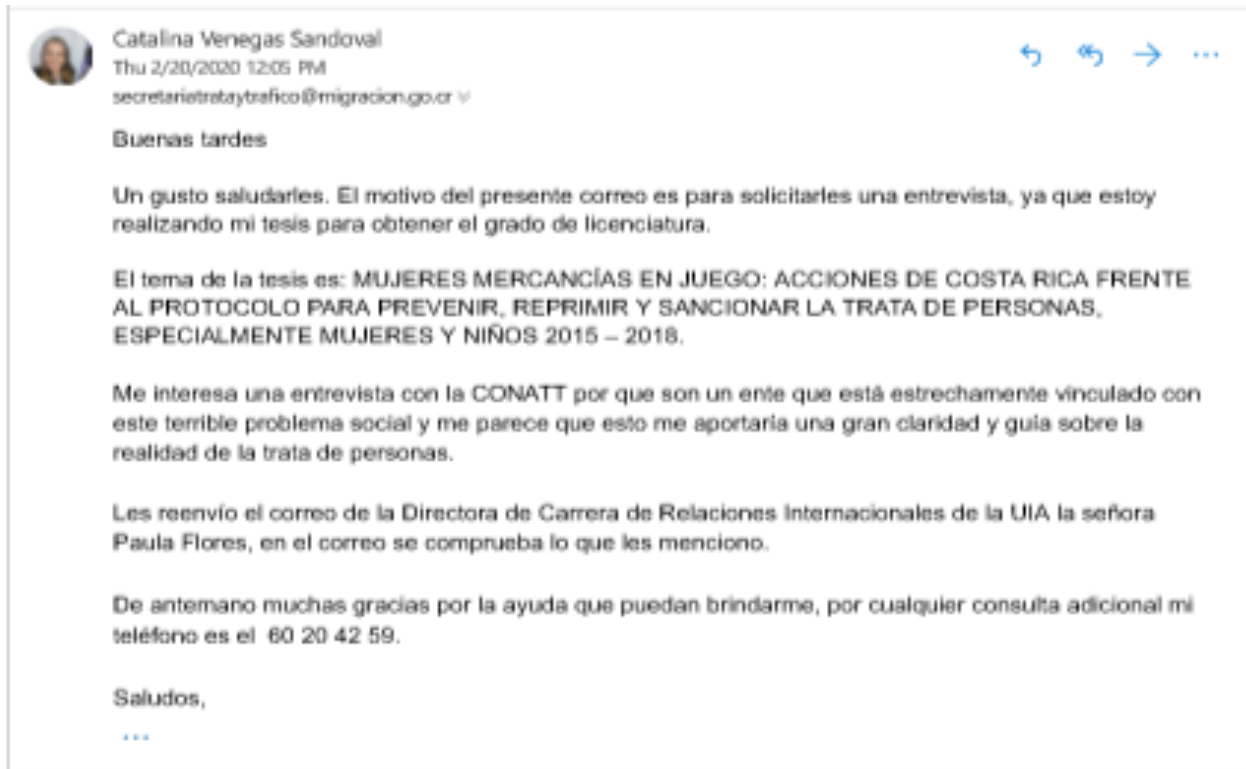 Catalina Venegas Sandoval
Thu 2/20/2020 12:05 PM
secretariatrataytrafico@migracion.go.cr
Buenas tardes
Un gusto saludarles. El motivo del presente correo es para solicitarles una entrevista, ya que estoy
realizando mi tesis para obtener el grado de licenciatura.
El tema de la tesis es: MUJERES MERCANCÍAS EN JUEGO: ACCIONES DE COSTA RICA FRENTE
AL PROTOCOLO PARA PREVENIR, REPRIMIR Y SANCIONAR LA TRATA DE PERSONAS,
ESPECIALMENTE MUJERES Y NIÑOS 2015 – 2018.
Me interesa una entrevista con la CONATT por que son un ente que está estrechamente vinculado con
este terrible problema social y me parece que esto me aportaría una gran claridad y guía sobre la
realidad de la trata de personas.
Les reenvío el correo de la Directora de Carrera de Relaciones Internacionales de la UIA la señora
Paula Flores, en el correo se comprueba lo que les menciono.
De antemano muchas gracias por la ayuda que puedan brindarme, por cualquier consulta adicional mi
teléfono es el  60 20 42 59.
Saludos,